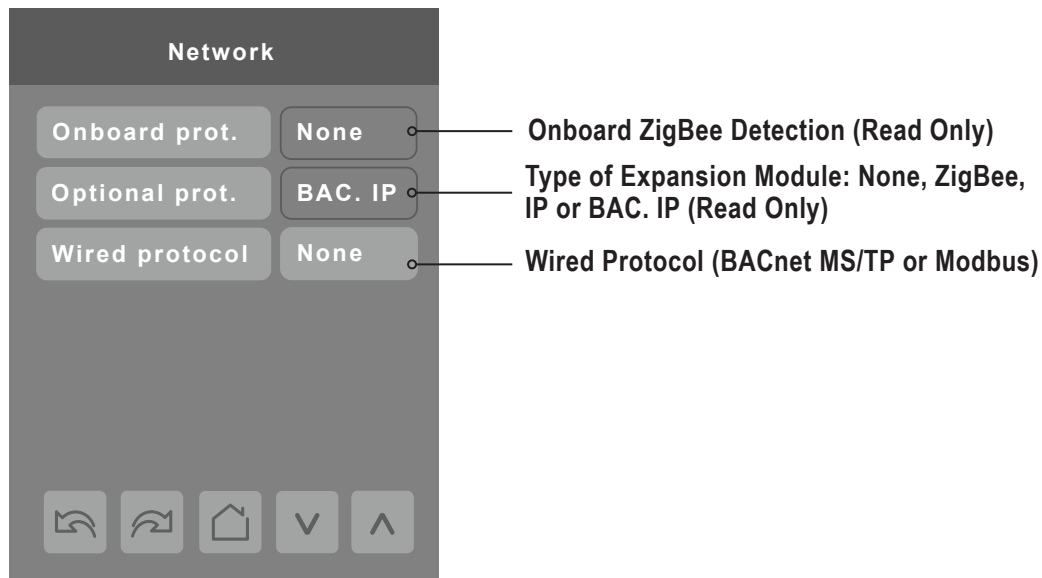 Network
Onboard prot. None
Onboard ZigBee Detection (Read Only)
Optional prot. BAC. IP
Type of Expansion Module: None, ZigBee,
IP or BAC. IP (Read Only)
Wired protocol None
Wired Protocol (BACnet MS/TP or Modbus)